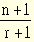 n + 1
r + 1